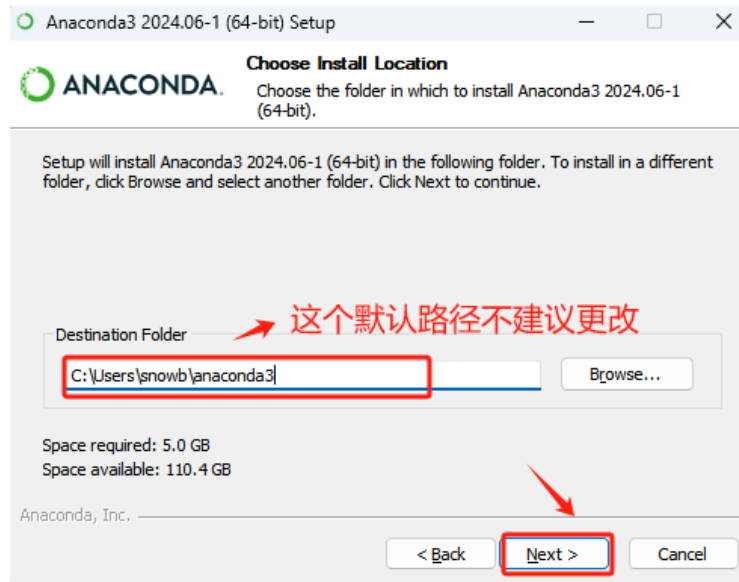 Anaconda3 2024.06-1 (64-bit) Setup
ANACONDA.
Choose Install Location
Choose the folder in which to install Anaconda3 2024.06-1
(64-bit).
Setup will install Anaconda3 2024.06-1 (64-bit) in the following folder. To install in a different
folder, click Browse and select another folder. Click Next to continue.
这个默认路径不建议更改
Destination Folder
C:\Users\snowb\anaconda3
Browse...
Space required: 5.0 GB
Space available: 110.4 GB
Anaconda, Inc.
< Back
Next >
Cancel